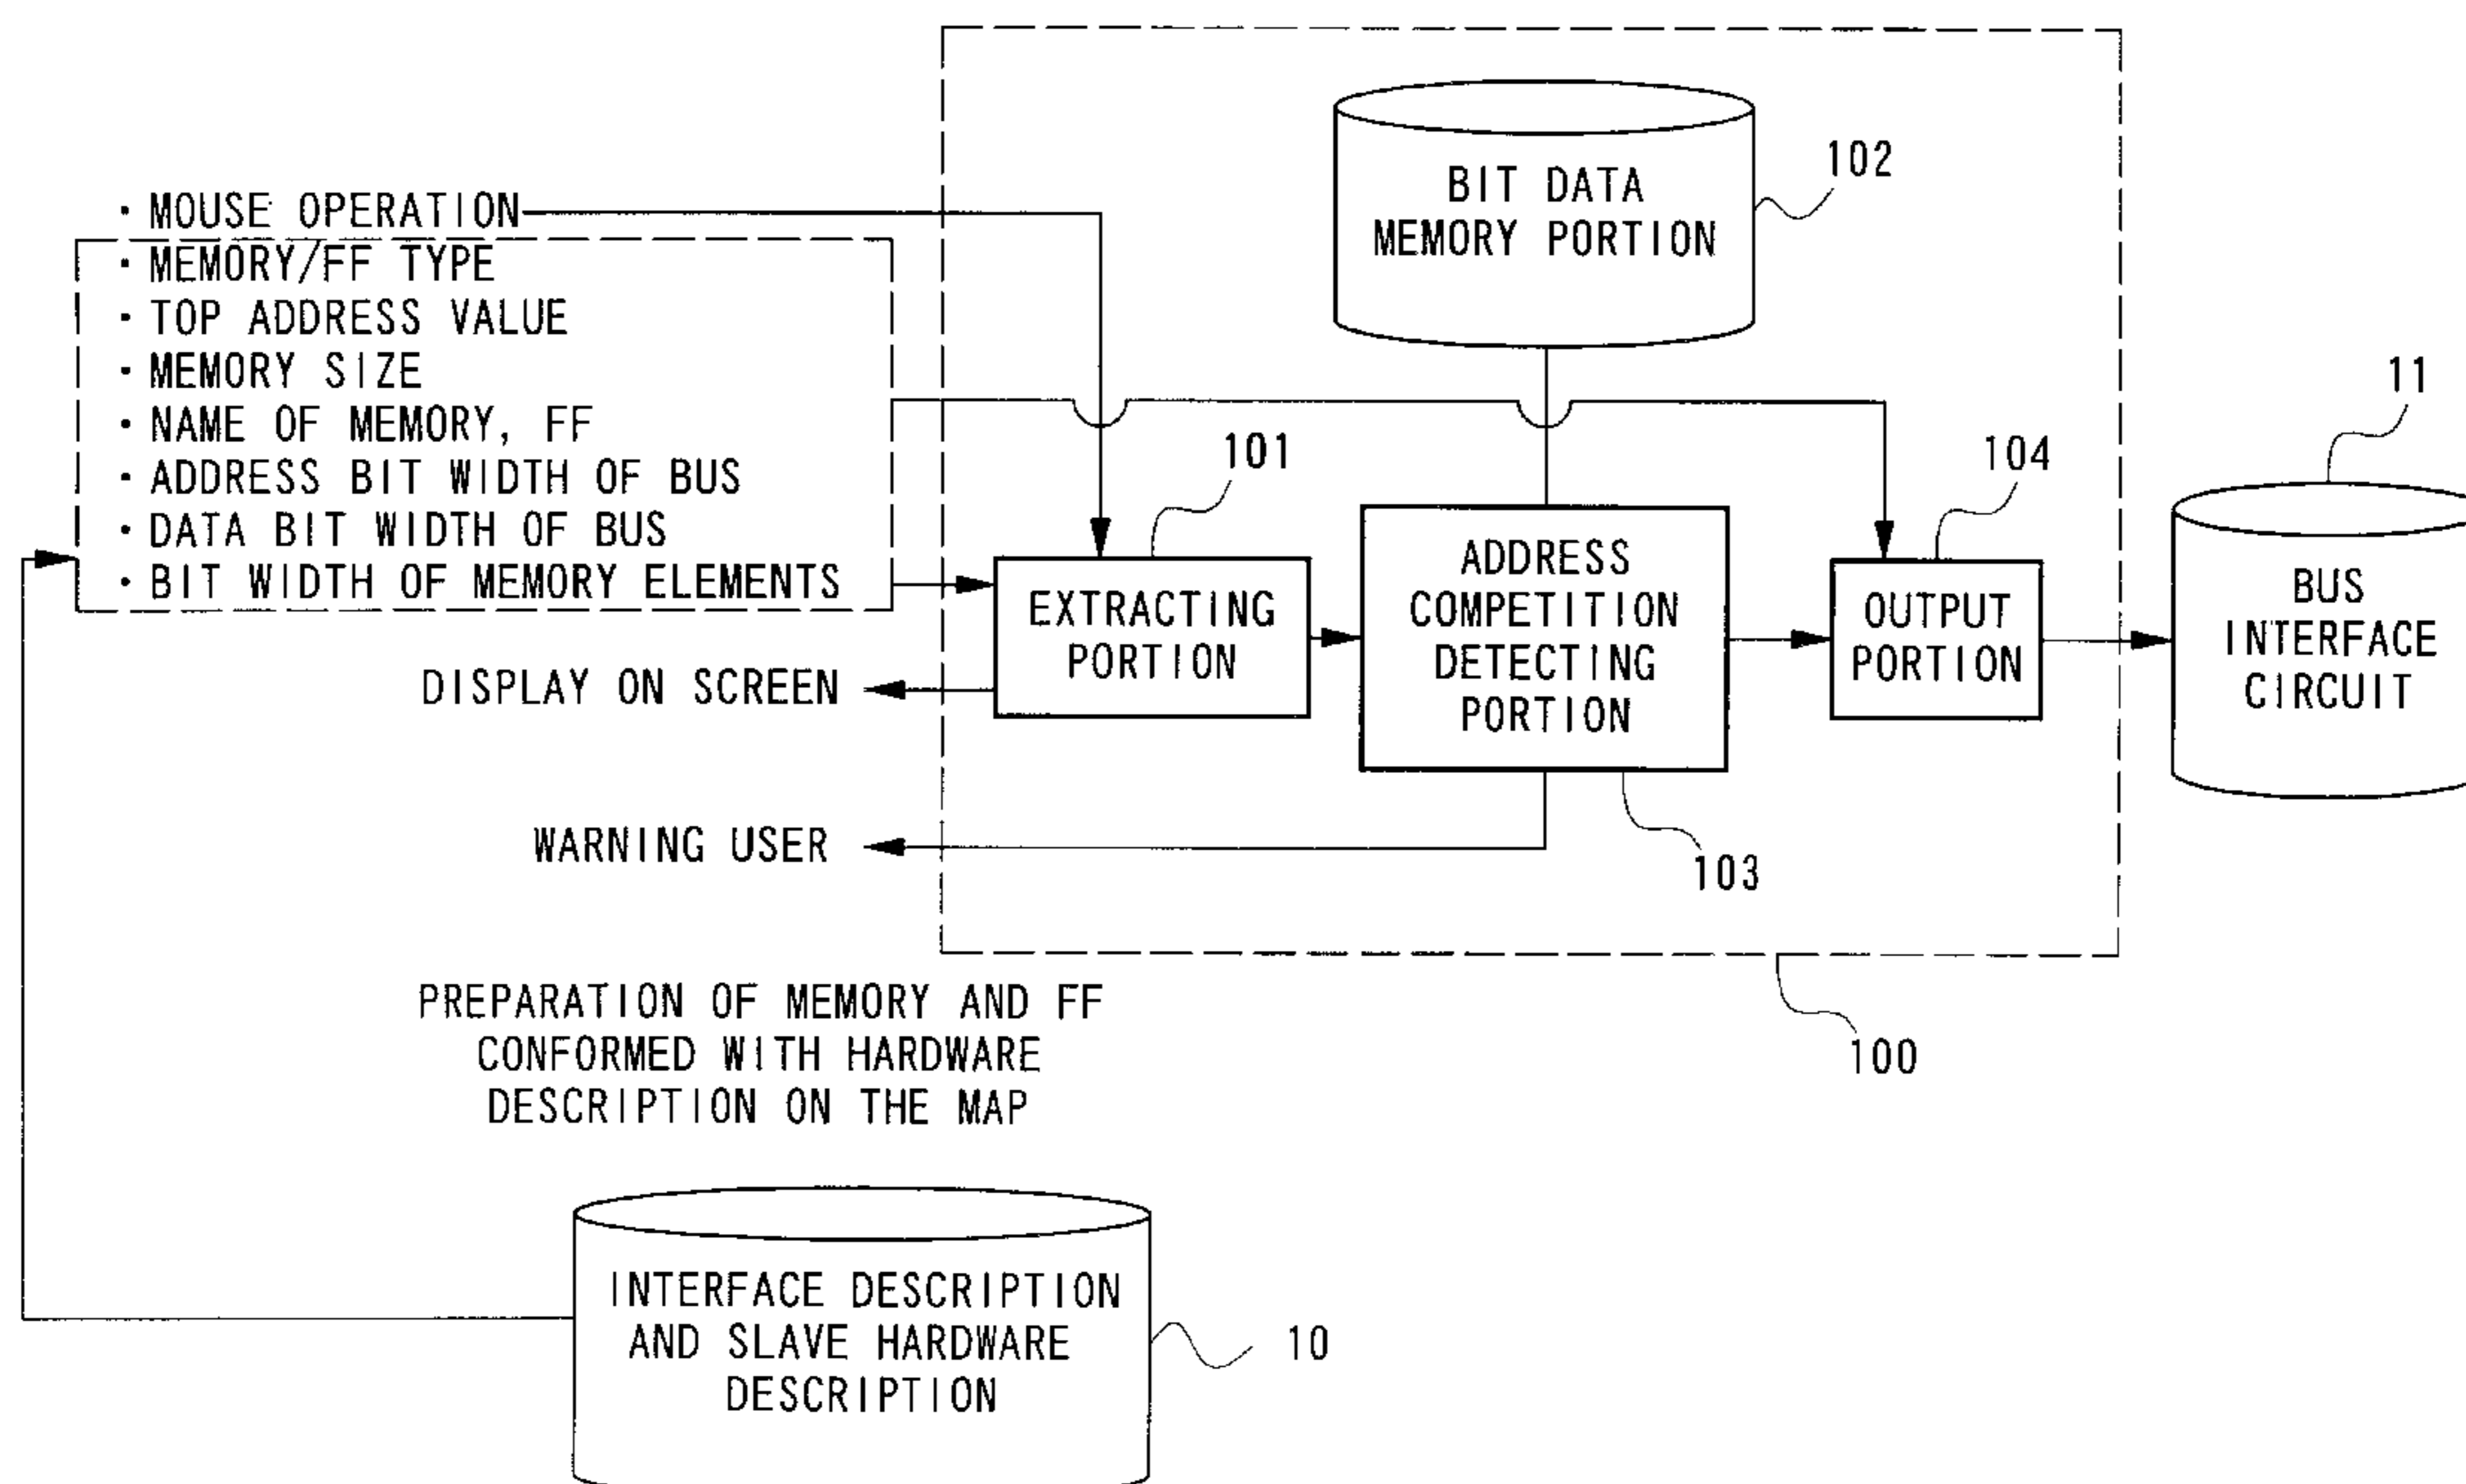 102
BIT DATA
MEMORY PORTION
・MOUSE OPERATION
・MEMORY/FF TYPE
・TOP ADDRESS VALUE
・MEMORY SIZE
・NAME OF MEMORY, FF
・ADDRESS BIT WIDTH OF BUS
・DATA BIT WIDTH OF BUS
・BIT WIDTH OF MEMORY ELEMENTS
101
EXTRACTING
PORTION
ADDRESS
COMPETITION
DETECTING
PORTION
104
OUTPUT
PORTION
11
BUS
INTERFACE
CIRCUIT
DISPLAY ON SCREEN
WARNING USER
103
100
PREPARATION OF MEMORY AND FF
CONFORMED WITH HARDWARE
DESCRIPTION ON THE MAP
INTERFACE DESCRIPTION
AND SLAVE HARDWARE
DESCRIPTION
10